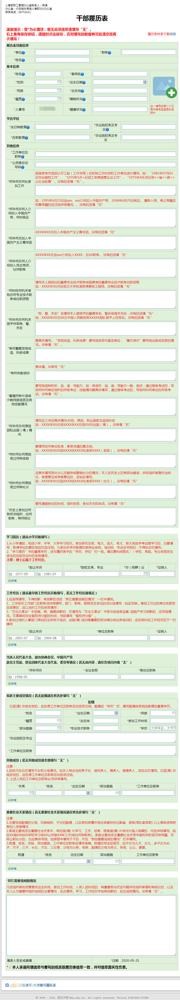 人事部职工管理办公室联系人：杨倩
办公室：行政楼东南楼人事部201办公室
联系电话：68752621
干部履历表
温馨提示：带*为必填项，若无此项信息请填写“无”。
右上角有保存按钮，请随时点击保存，否则填写的数据有可能清空需再次填写！
履历表样表下载链接
履历表封面信息
*单位 *职务
*姓名
基本信息
*姓名 *曾用名
*性别 *出生日期
*民族 *出生地
*籍贯 *婚姻状况
*人事号 *健康状况
应一律用近期二寸正面半身免冠蓝底彩色照片
学历学位
*全日制教育 *毕业院校系及专业
*在职教育 *毕业院校系及专业
其他信息
*工作单位及职务
*公民身份证号码
*何年何月何处参加工作
按国家有关规定认可工龄（工作年限）的初始工作时间和工作单位进行填写。如：“1981年07月01日毕业留校工作”、“1970年5月×日招工到某国营企业工作”、“1975年4月28日到××省××县××公社当知青”。没有的话填“无”。
*何年何月何人介绍加入中国共产党，何时转正
如：1995年6月25日由xxx、xxx介绍加入中国共产党，1996年6月25日转正。 重新入党、停止党籍后恢复党籍的应注明详细情况。。没有的话填“无”
*何年何月加入中国共产主义青年团
XXXX年XX月加入中国共产主义青年团。没有的话填“无”
*何年何月何人介绍加入民主党派，任何职务
XXXX年XX月由xxx介绍加入XXXX，任XX职务。 没有的话填“无”
*何时经何机关审批任何专业技术职务或任职资格
填写本人现担任的最高专业技术职务或现具有的最高专业技术职务任职资格
如：XXXX年XX月经武汉大学批准取得高级工程师。没有的话填“无”
*何年何月何机关授予何军种、警、关衔
“军、警、关衔”应填写本人被授予的最高军衔、警衔或海关关衔，没有的话填“无”
如：XXXX年XX月XX日中国人民解放军XXXXX部队授予上校军衔。没有的话填“无”
*有何重要发明创造、科研成果
要具体填写。“发明创造、科研成果”要写明名称与鉴定单位，“著作译作”要写明出版或发表的情况。没有填“无”。
*有何宗教信仰
具体填。没有写“无”
*掌握何种外语或少数民族语言及其他技能情况
要写明语种和听、说、读、写能力，如：英语听、说、读、写能力一般、良好；通过等级考试的，写明何时何单位组织的何级考试；技能情况要具体填写，通过等级考试的，写明何时何单位的何级考试。没有填“无”。
*何年何月何原因因私出国（境）情况
填写近三年的具体情况,时间、原因、到达国家及返回时间
如：XXXX年XX月至XXXX年XX月因XXXX出国（境）。没有填“无”
*何时何处何原因受过何种奖励
要填写经何单位批准，享受待遇的需注明。
如：XXXX年XX月因XXXX经XXXX批准受XXXX（奖励）。没有的填“无”
*何时何处何原因受过何种处分
应具体填写受处分以及解除或撤销处分的情况；本人在历史上犯有政治错误，并经组织审查作出结论、审查意见或考察意见的，应如实填写。
如：XXXX年XX月因XXXX经XXXX批准受XXXX（处分）。没有的填“无”
*历史上参加过何种反动组织，任何职务，有何结论
要写清楚参加的时间、组织名称、参加方式和地点。没有填“无”
学习简历（请从小学开始填写）
1.从小学填起，包括小学、中学、大学学习经历。参加研究生班、电大、函大、夜大、职大或自学考试等学习的，也要填写；取得学位的要在相应栏目注明。凡参加非学历教育的各种业余班、培训班、专业证书班的，不得在此栏填写。
2.“学习简历”中的最高学历，须与履历表中的“学历、学位”栏一致。请注意时间格式！！学校、系院、专业名称发生变化的应按毕业时的名称填写。
注意：博士后属于工作经历。
*起止年月 *院校及系、专业 *毕（结肄）业 *证明人
如：1977-09 如：1983-07
新增
工作经历（请从最早的工作经历开始填写，若无工作经历请填无）
1.应连续填写，不得间断，有间断的须在“其它需要说明的情况”一栏中填写。
2、工作经历工作部门及职务须详细填写，部门、职务、职称发生变化的须分段填写，如实反映。曾经工作过的单位名称发生变更的，应以当时工作的名称填写；
3.“文化大革命”中因冤、假、错案间断的，可填写为“文化大革命”中受冲击或受迫害; 因脱产学习间断的，应写明情况。文革期间毕业留校待分配的时间，另段填写“留校待分配”。
4.参加过组织人事部门调训的主体班次培训、出国(境) 培训等重要的政治理论或业务培训的，应在相对应工作经历的下一栏填写
*起止年月 *单位及职务 *证明人
如：2003-07 如：2004-08
新增
当选人民代表大会、政治协商会议、中国共产党
及民主党派、群众团体代表大会代表、委员等情况（若无此内容，请在各项目内填“无”）
*何年何月 *会议名称 *身份及职务
如：1998-05
新增
家庭主要成员情况（若无配偶请在姓名处填写“无”）
配偶
已退(离) 休或去世的，应在原工作单位及职务后加括号注明。配偶的“学历”栏，填写配偶按受相应教育的最高学历。
*姓名 *出生日期 *民族
*籍贯 *出生地 *参加工作时间
*政治面貌 *专业技术职务 *学历 大学毕业、大专
*毕业院校及专业
*工作单位及职务
其他成员（若无其他成员请全部填写“无”）
注意：
1.应依次在此栏填写子女和父母情况。如本人有合法的养子女、被抚养人、赡养人、被赡养人，应在此栏填写。已退(离) 休或去世的，应在原工作单位及职务后加括号注明。
2. 上述人员的工作单位及职务必须详细填写。
*关系 *姓名 *出生日期 *政治面貌 *工作单位及职务
新增
重要社会关系情况（若无重要社会关系情况请在姓名处填写“无”）
注意：
1.主要包括配偶的父母、兄弟姐妹、子女的配偶，以及其他亲属中现任或曾担任过副省、部级(军队副军职) 以上高级领导职务的人员等情况
2.家庭主要成员及重要社会关系中，有在国(境) 外学习、工作、经商，移居国(境) 外或与外国人结婚的，均应详细填写。如在XX国XX地XX学校学习或XX公司做XX种工作(或任何种职务)。家庭主要成员及重要社会关系中被判刑和受开除党籍、开除公职处分的，也应具体写明。如表格中填写不下的，可在“其他需要说明的情况”栏中填写。
3.称谓、姓名、年龄、政治面貌、工作单位及职务应填写准确。称谓的写法应规范，如子女为儿子、女儿，多子女为长子、次子、三子、长女、次女、三女等，父母为父亲、母亲，配偶的父母为岳父、岳母、公公、婆婆。
称谓 *姓名 出生日期 政治面貌 工作单位及职务
新增
*其它需要说明的情况
凡经组织审批同意更改出生时间、参加工作时间、入党入团时间的，有重要政治历史问题并经组织审查和有结论的，以及本人认为需要向组织说明的主要情况，在此填写。学习、工作经历中如有间断的，在此说明情况。没有填“无”。
填表人签名或盖章 *日期 2020-09-25
*本人承诺所填信息与誊写的纸质版履历表信息一致，并对信息真实性负责。
在填写/办理填写履历表
© 2009 - 2019, 武汉大学(whu.edu.cn), All rights reserved. Version 20191219-173348